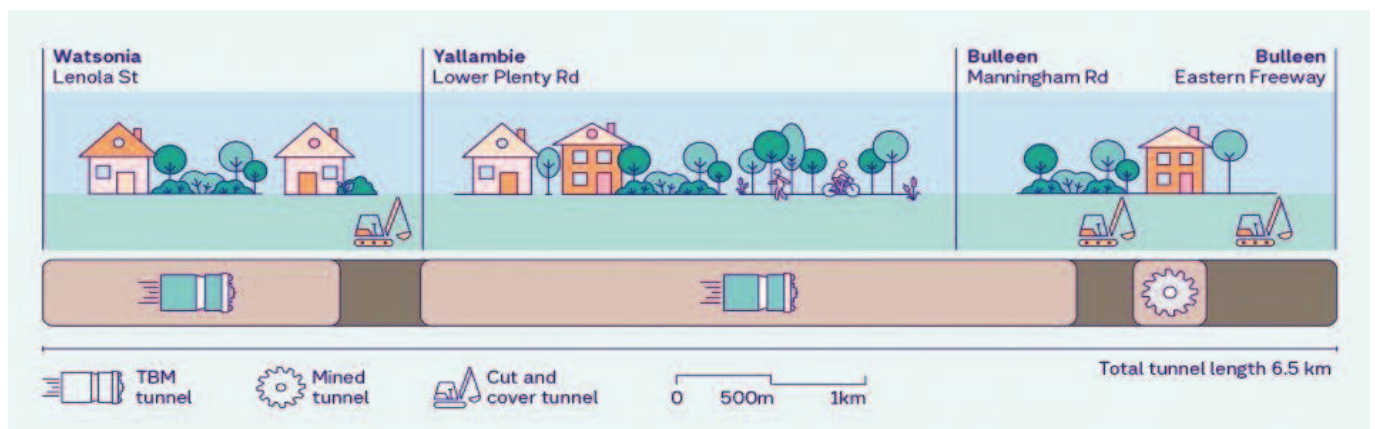 Watsonia
Lenola St
Yallambie
Lower Plenty Rd
Bulleen
Manningham Rd
Bulleen
Eastern Freeway
Total tunnel length 6.5 km
TBM
tunnel
Mined
tunnel
Cut and
cover tunnel
0 500m 1km